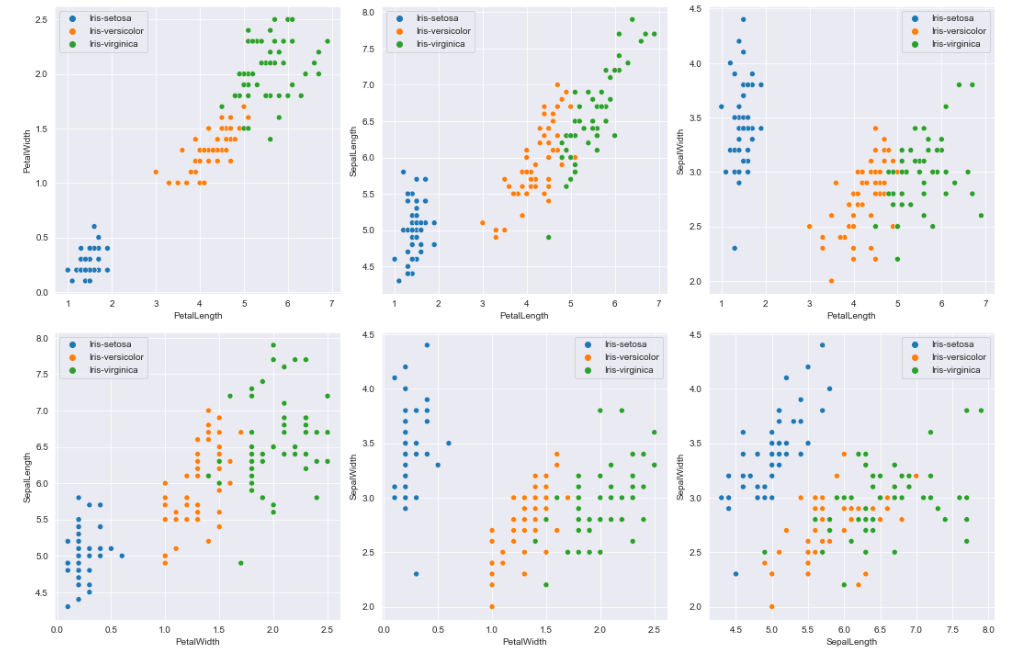 Iris-setosa
Iris-versicolor
Iris-virginica
2.5
2.0
1.5
1.0
0.5
0.0
PetalWidth
1 2 3 4 5 6 7
PetalLength
Iris-setosa
Iris-versicolor
Iris-virginica
8.0
7.5
7.0
6.5
6.0
5.5
5.0
4.5
SepalLength
1 2 3 4 5 6 7
PetalLength
Iris-setosa
Iris-versicolor
Iris-virginica
4.5
4.0
3.5
3.0
2.5
2.0
SepalWidth
1 2 3 4 5 6 7
PetalLength
Iris-setosa
Iris-versicolor
Iris-virginica
8.0
7.5
7.0
6.5
6.0
5.5
5.0
4.5
SepalLength
0.0 0.5 1.0 1.5 2.0 2.5
PetalWidth
Iris-setosa
Iris-versicolor
Iris-virginica
4.5
4.0
3.5
3.0
2.5
2.0
SepalWidth
0.0 0.5 1.0 1.5 2.0 2.5
PetalWidth
Iris-setosa
Iris-versicolor
Iris-virginica
4.5
4.0
3.5
3.0
2.5
2.0
SepalWidth
4.5 5.0 5.5 6.0 6.5 7.0 7.5 8.0
SepalLength